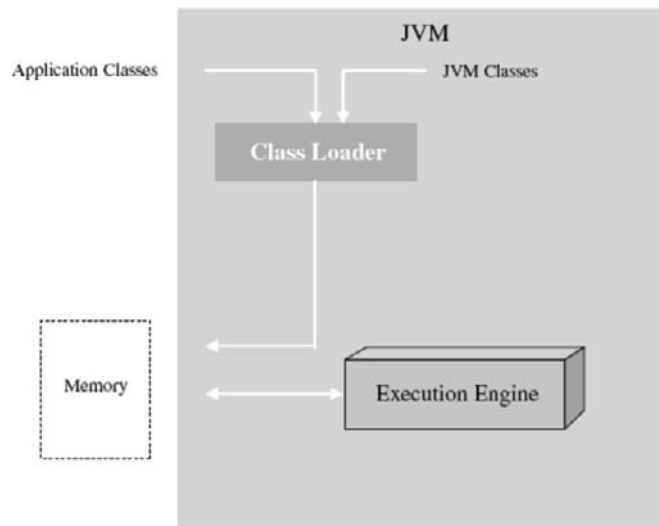 JVM
Application Classes
JVM Classes
Class Loader
Memory
Execution Engine